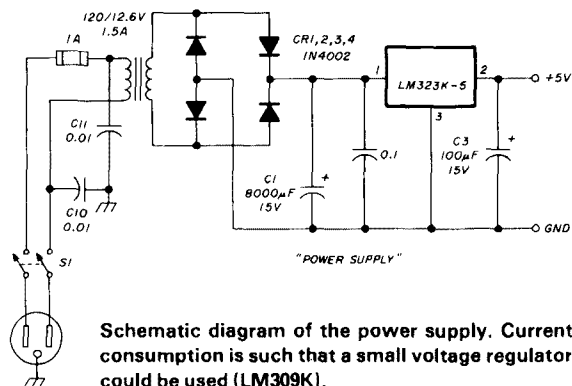 120/12.6V
1.5A
1A
CR1,2,3,4
1N4002
1
LM323K-5
2
+5V
3
C11
0.01
C10
0.01
C1
8000µF
15V
+
0.1
C3
100µF
15V
+
GND
S1
"POWER SUPPLY"
Schematic diagram of the power supply. Current
consumption is such that a small voltage regulator
could be used (LM309K).